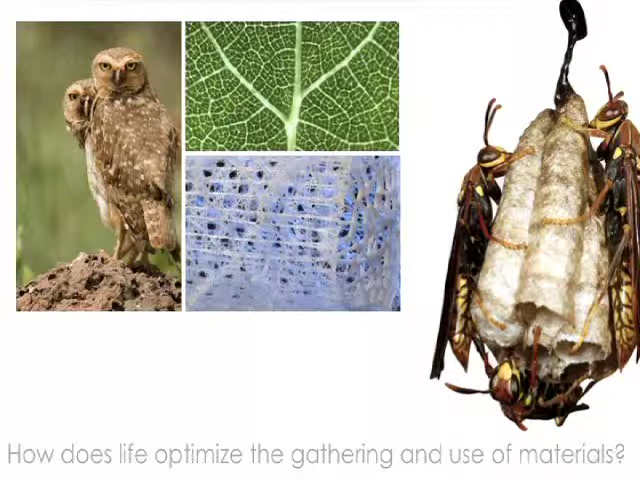 How does life optimize the gathering and use of materials?